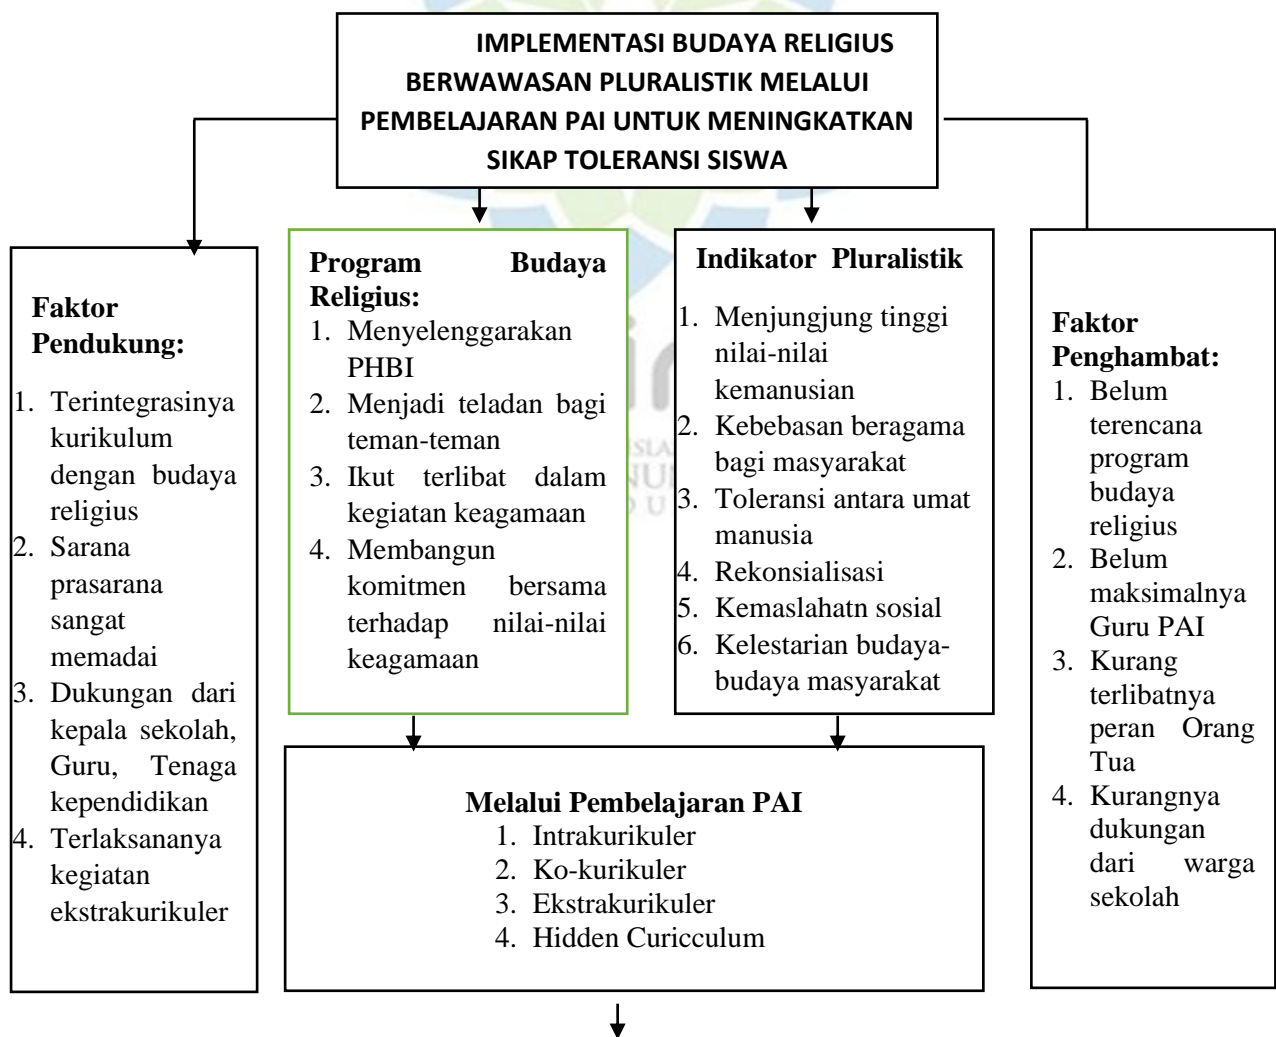 IMPLEMENTASI BUDAYA RELIGIUS
BERWAWASAN PLURALISTIK MELALUI
PEMBELAJARAN PAI UNTUK MENINGKATKAN
SIKAP TOLERANSI SISWA
Faktor
Pendukung:
1. Terintegrasinya
kurikulum
dengan budaya
religius
2. Sarana
prasarana
sangat
memadai
3. Dukungan dari
kepala sekolah,
Guru, Tenaga
kependidikan
4. Terlaksananya
kegiatan
ekstrakurikuler
Program Budaya
Religius:
1. Menyelenggarakan
PHBI
2. Menjadi teladan bagi
teman-teman
3. Ikut terlibat dalam
kegiatan keagamaan
4. Membangun
komitmen bersama
terhadap nilai-nilai
keagamaan
Indikator Pluralistik
1. Menjungjung tinggi
nilai-nilai
kemanusian
2. Kebebasan beragama
bagi masyarakat
3. Toleransi antara umat
manusia
4. Rekonsialisasi
5. Kemaslahatn sosial
6. Kelestarian budaya-
budaya masyarakat
Faktor
Penghambat:
1. Belum
terencana
program
budaya
religius
2. Belum
maksimalnya
Guru PAI
3. Kurang
terlibatnya
peran Orang
Tua
4. Kurangnya
dukungan
dari warga
sekolah
Melalui Pembelajaran PAI
1. Intrakurikuler
2. Ko-kurikuler
3. Ekstrakurikuler
4. Hidden Curicculum